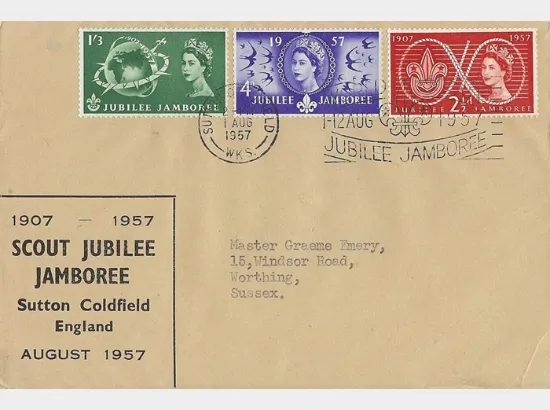 1'3
JUBILEE JAMBOREE
1957
4D
JUBILEE JAMBOREE
1907 1957
JUBILEE JAMBOREE
2½D
1 AUG
1957
WKS.
1-12 AUG 1957
JUBILEE JAMBOREE
1907 - 1957
SCOUT JUBILEE
JAMBOREE
Sutton Coldfield
England
AUGUST 1957
Master Graeme Emery,
15,Windsor Road,
Worthing,
Sussex.